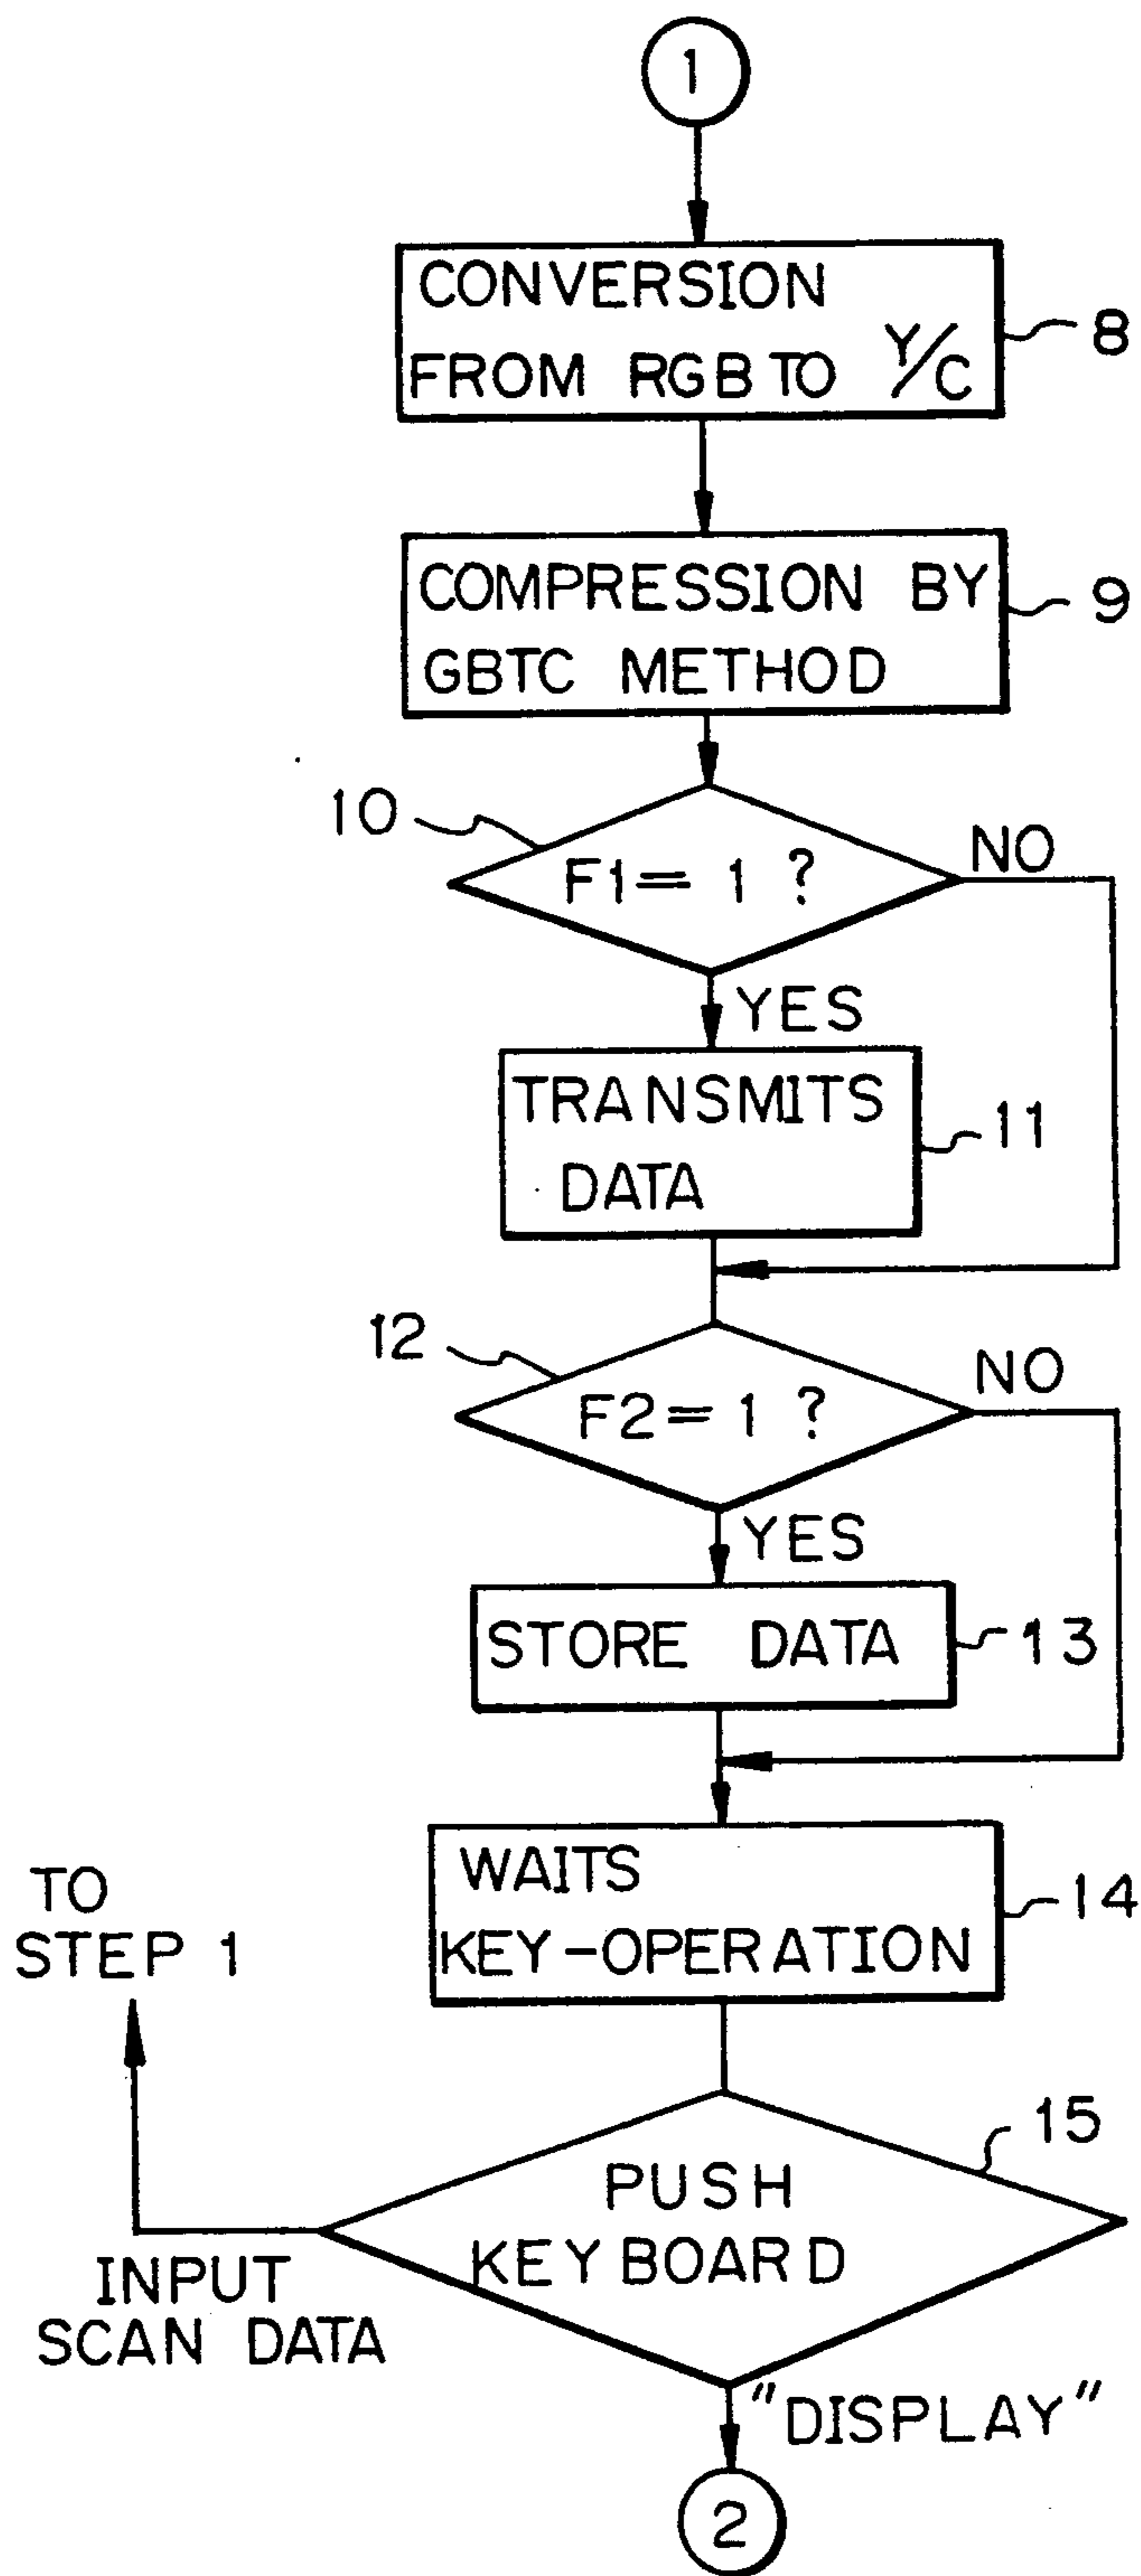 1
CONVERSION
FROM RGB TO Y/C
8
COMPRESSION BY
GBTC METHOD
9
10
F1= 1 ?
NO
YES
TRANSMITS
DATA
11
12
F2=1 ?
NO
YES
STORE DATA
13
WAITS
KEY-OPERATION
14
TO
STEP 1
15
PUSH
KEYBOARD
INPUT
SCAN DATA
"DISPLAY"
2